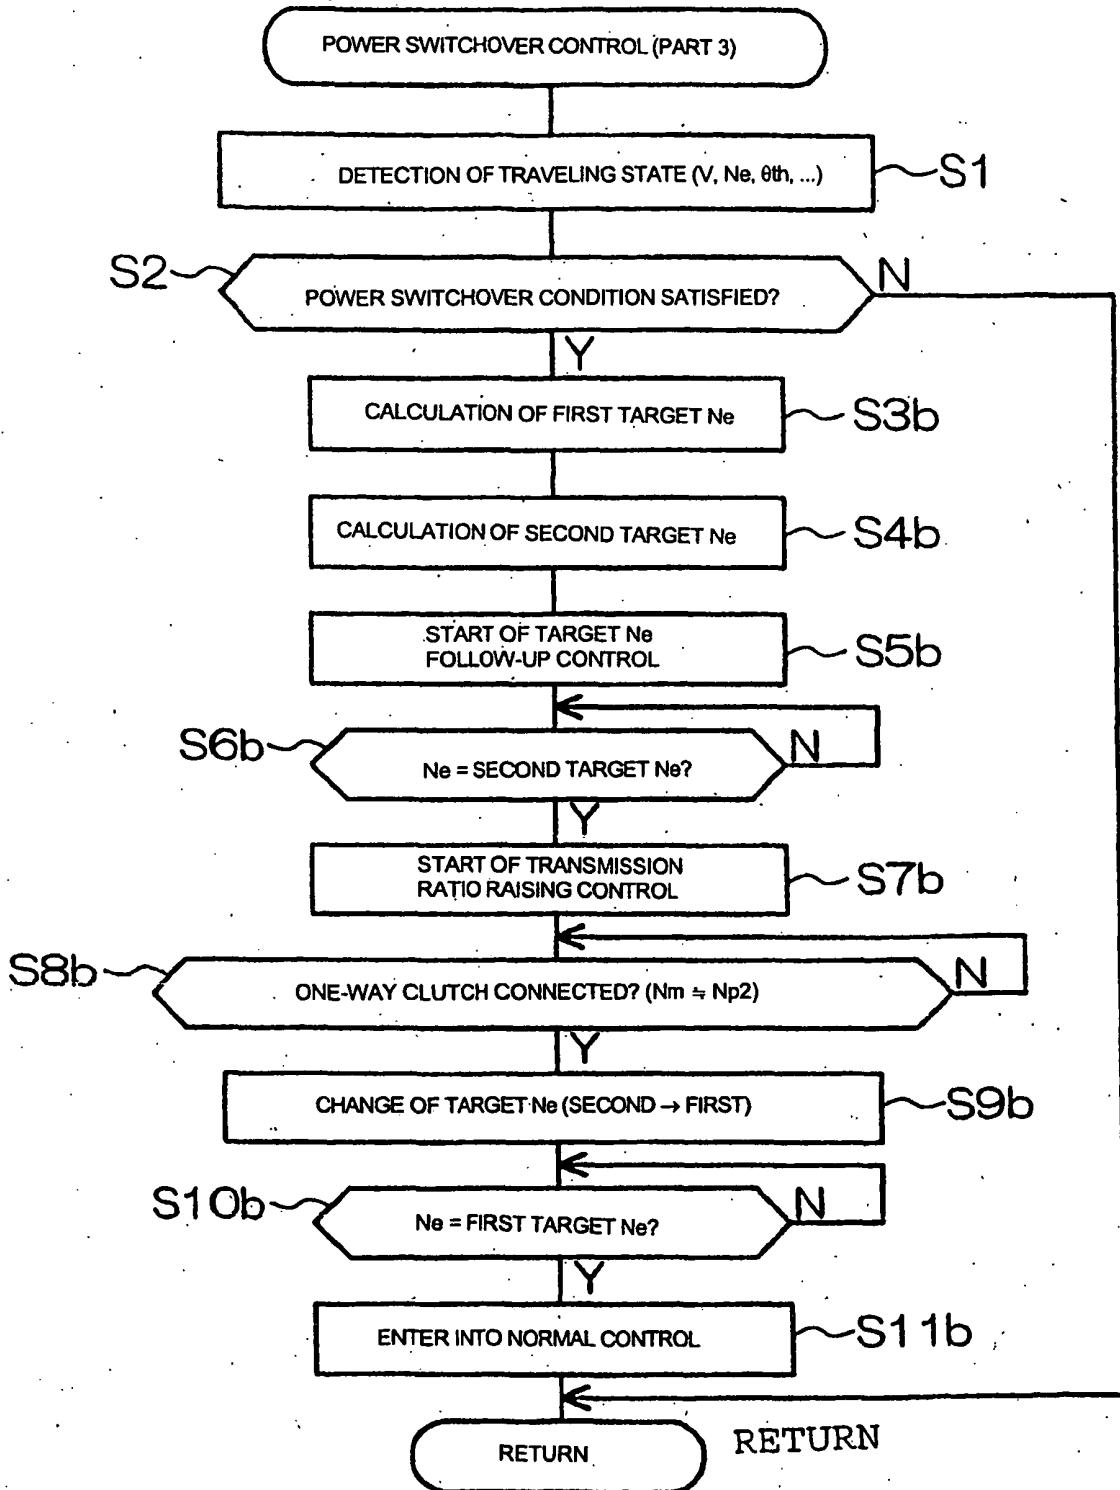 POWER SWITCHOVER CONTROL (PART 3)
DETECTION OF TRAVELING STATE (V, Ne, θth, ...)
S1
S2
POWER SWITCHOVER CONDITION SATISFIED?
N
Y
CALCULATION OF FIRST TARGET Ne
S3b
CALCULATION OF SECOND TARGET Ne
S4b
START OF TARGET Ne
FOLLOW-UP CONTROL
S5b
S6b
Ne = SECOND TARGET Ne?
N
Y
START OF TRANSMISSION
RATIO RAISING CONTROL
S7b
S8b
ONE-WAY CLUTCH CONNECTED? (Nm ≒ Np2)
N
Y
CHANGE OF TARGET Ne (SECOND → FIRST)
S9b
S10b
Ne = FIRST TARGET Ne?
N
Y
ENTER INTO NORMAL CONTROL
S11b
RETURN
RETURN